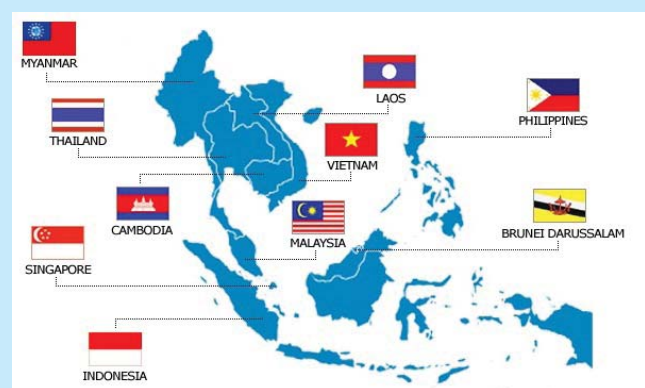 MYANMAR
LAOS
PHILIPPINES
THAILAND
VIETNAM
CAMBODIA
MALAYSIA
BRUNEI DARUSSALAM
SINGAPORE
INDONESIA